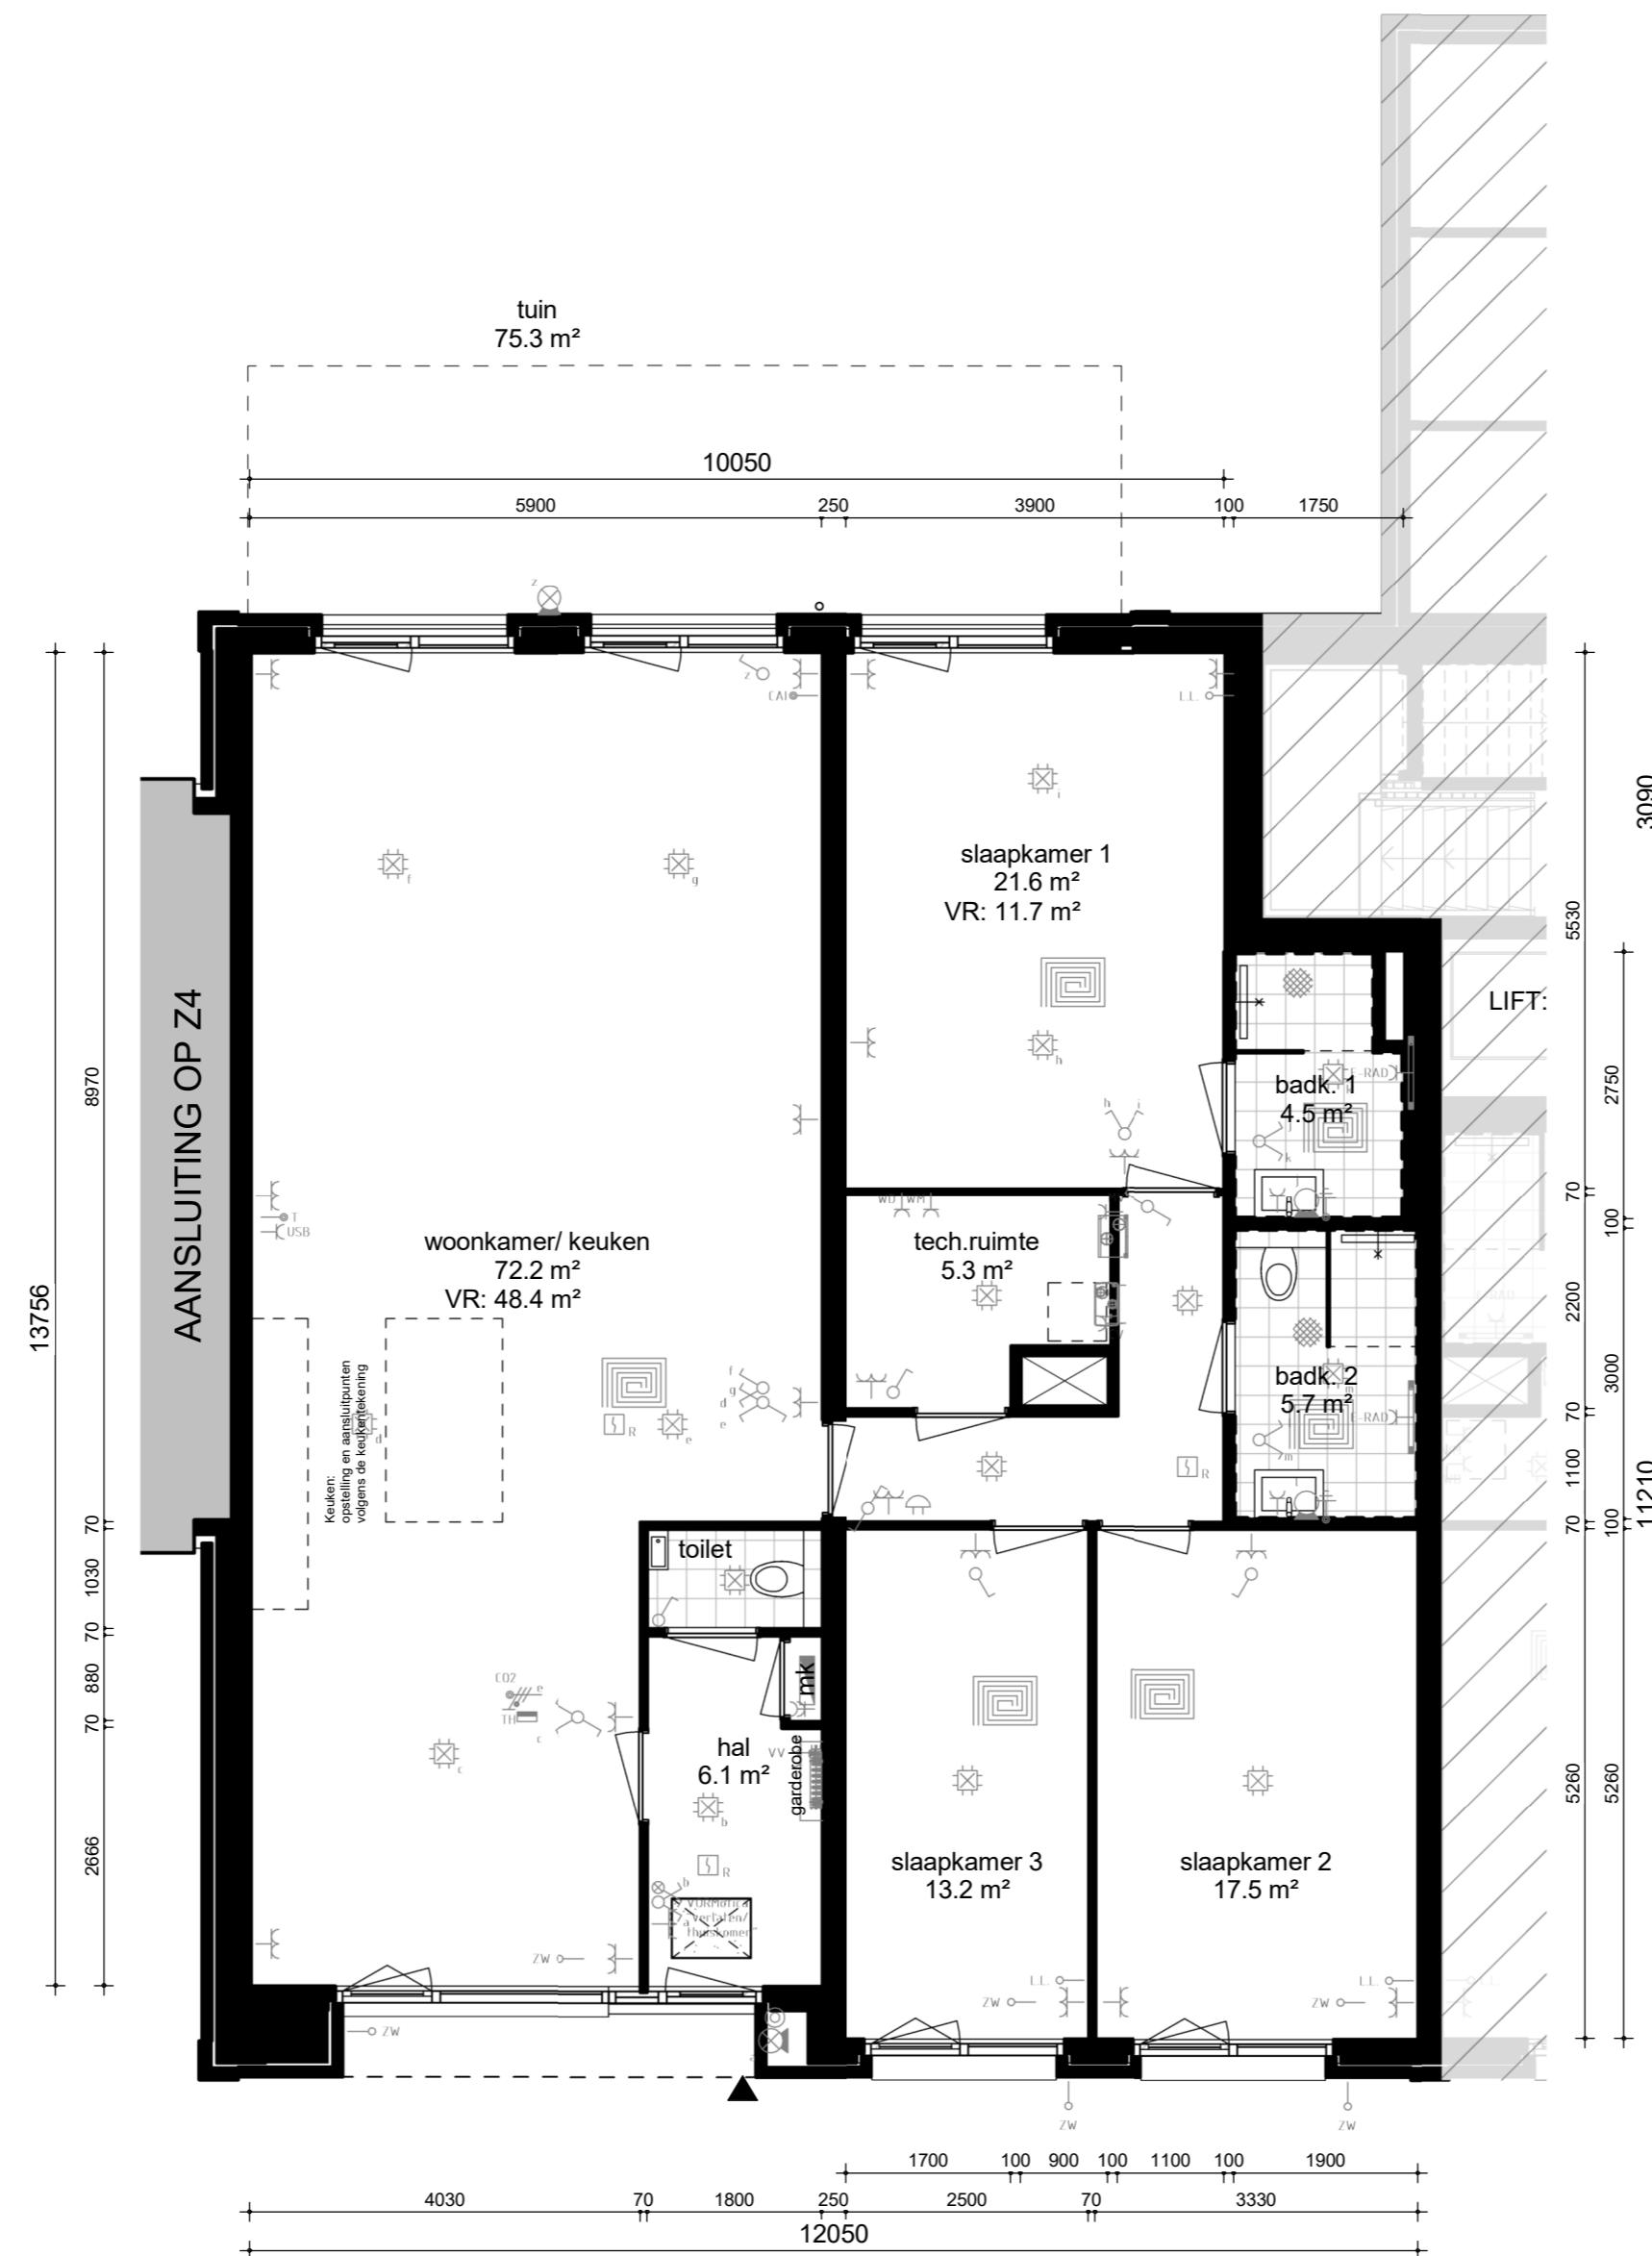 tuin
75.3 m²
10050
5900
250
3900
100
1750
z
z
CAI
L.L.
i
slaapkamer 1
21.6 m²
VR: 11.7 m²
f
g
h
3090
5530
LIFT:
AANSLUITING OP Z4
8970
13756
E-RAD
badk. 1
4.5 m²
h
i
k
2750
70
100
WD
WM
T
USB
woonkamer/ keuken
72.2 m²
VR: 48.4 m²
tech.ruimte
5.3 m²
2200
3000
70
1100
70
100
11210
badk. 2
5.7 m²
m
E-RAD
m
Keuken:
opstelling en aansluitpunten
volgens de keukentekening
d
R
e
f
g
d
e
R
70
1030
70
880
70
2666
toilet
mk
CO2
e
TH
c
c
hal
6.1 m²
VV
garderobe
b
R
b
a
VORMotica
"verlaten/
thuiskomen"
slaapkamer 3
13.2 m²
slaapkamer 2
17.5 m²
5260
5260
ZW
L.L.
ZW
L.L.
ZW
ZW
ZW
ZW
1700
100
900
100
1100
100
1900
4030
70
1800
250
2500
70
3330
12050